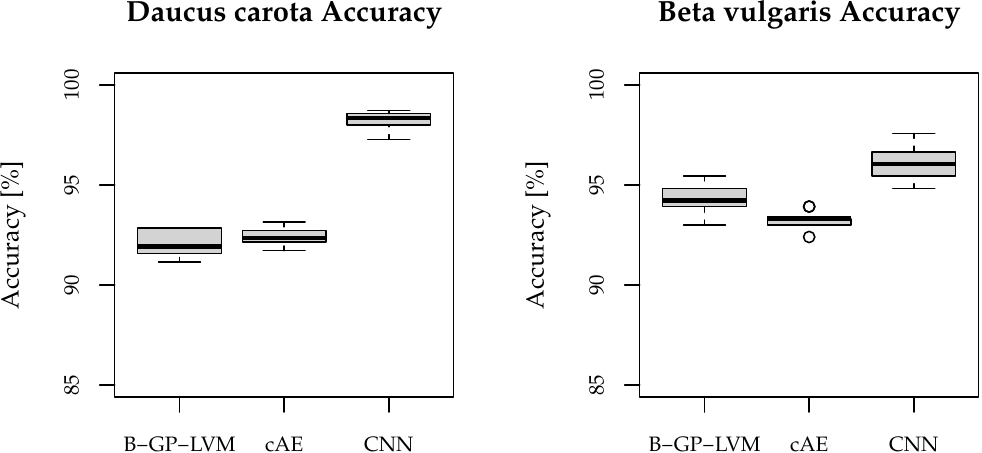 Daucus carota Accuracy
Accuracy [%]
100
95
90
85
B−GP−LVM cAE CNN
Beta vulgaris Accuracy
Accuracy [%]
100
95
90
85
B−GP−LVM cAE CNN